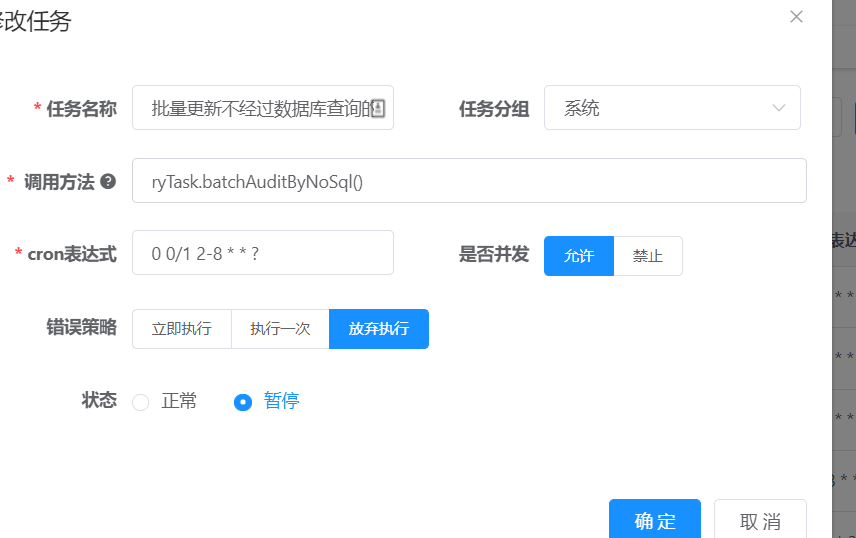 修改任务
* 任务名称 批量更新不经过数据库查询的 任务分组 系统
* 调用方法 ryTask.batchAuditByNoSql()
* cron表达式 0 0/1 2-8 * * ? 是否并发 允许 禁止
错误策略 立即执行 执行一次 放弃执行
状态 正常 暂停
确 定 取 消
表达
* *
* *
* *
* *